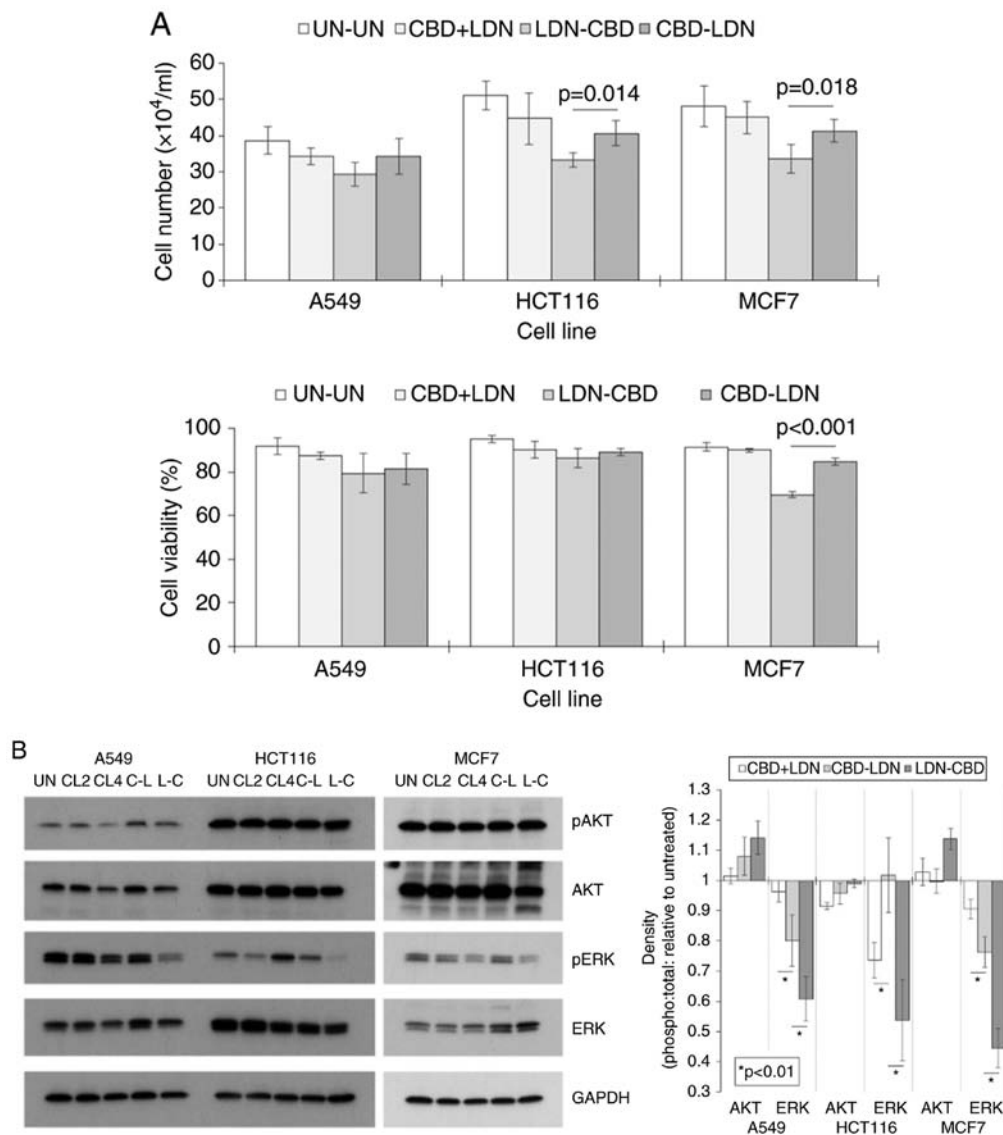 A
UN-UN CBD+LDN LDN-CBD CBD-LDN
Cell number (×10⁴/ml)
60
50
40
30
20
10
0
p=0.014
p=0.018
A549 HCT116 MCF7
Cell line
UN-UN CBD+LDN LDN-CBD CBD-LDN
Cell viability (%)
100
80
60
40
20
0
p<0.001
A549 HCT116 MCF7
Cell line
B
A549 HCT116 MCF7
UN CL2 CL4 C-L L-C UN CL2 CL4 C-L L-C UN CL2 CL4 C-L L-C
pAKT
AKT
pERK
ERK
GAPDH
CBD+LDN CBD-LDN LDN-CBD
Density
(phospho:total: relative to untreated)
1.3
1.2
1.1
1
0.9
0.8
0.7
0.6
0.5
0.4
0.3
* * * * * *
*p<0.01
AKT ERK AKT ERK AKT ERK
A549 HCT116 MCF7